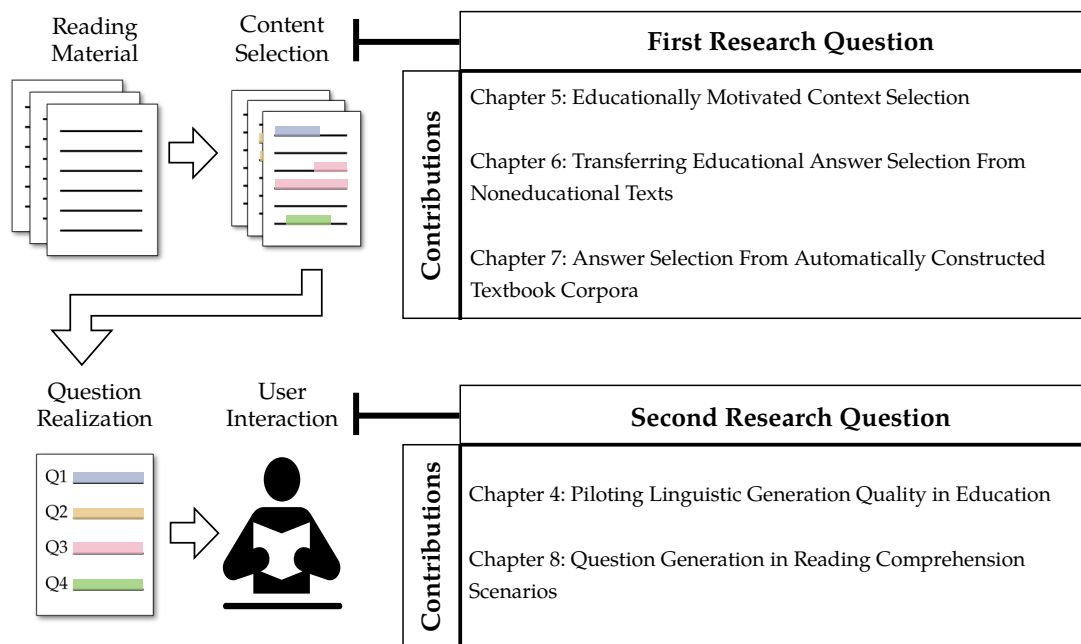 Reading
Material
Content
Selection
First Research Question
Contributions
Chapter 5: Educationally Motivated Context Selection
Chapter 6: Transferring Educational Answer Selection From
Noneducational Texts
Chapter 7: Answer Selection From Automatically Constructed
Textbook Corpora
Question
Realization
User
Interaction
Q1
Q2
Q3
Q4
Second Research Question
Contributions
Chapter 4: Piloting Linguistic Generation Quality in Education
Chapter 8: Question Generation in Reading Comprehension
Scenarios